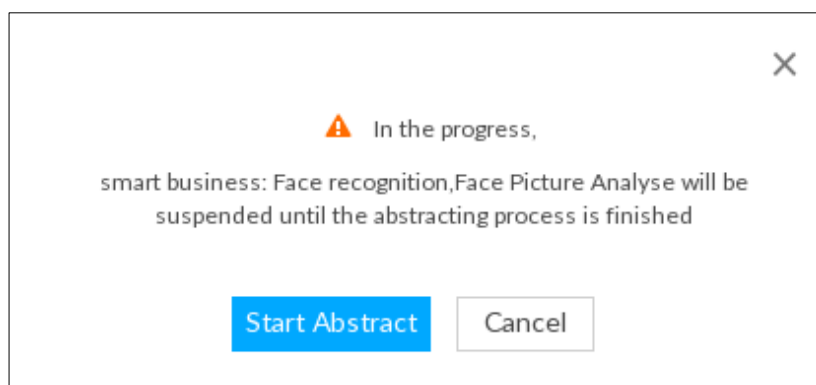 In the progress,
smart business: Face recognition,Face Picture Analyse will be
suspended until the abstracting process is finished
Start Abstract
Cancel